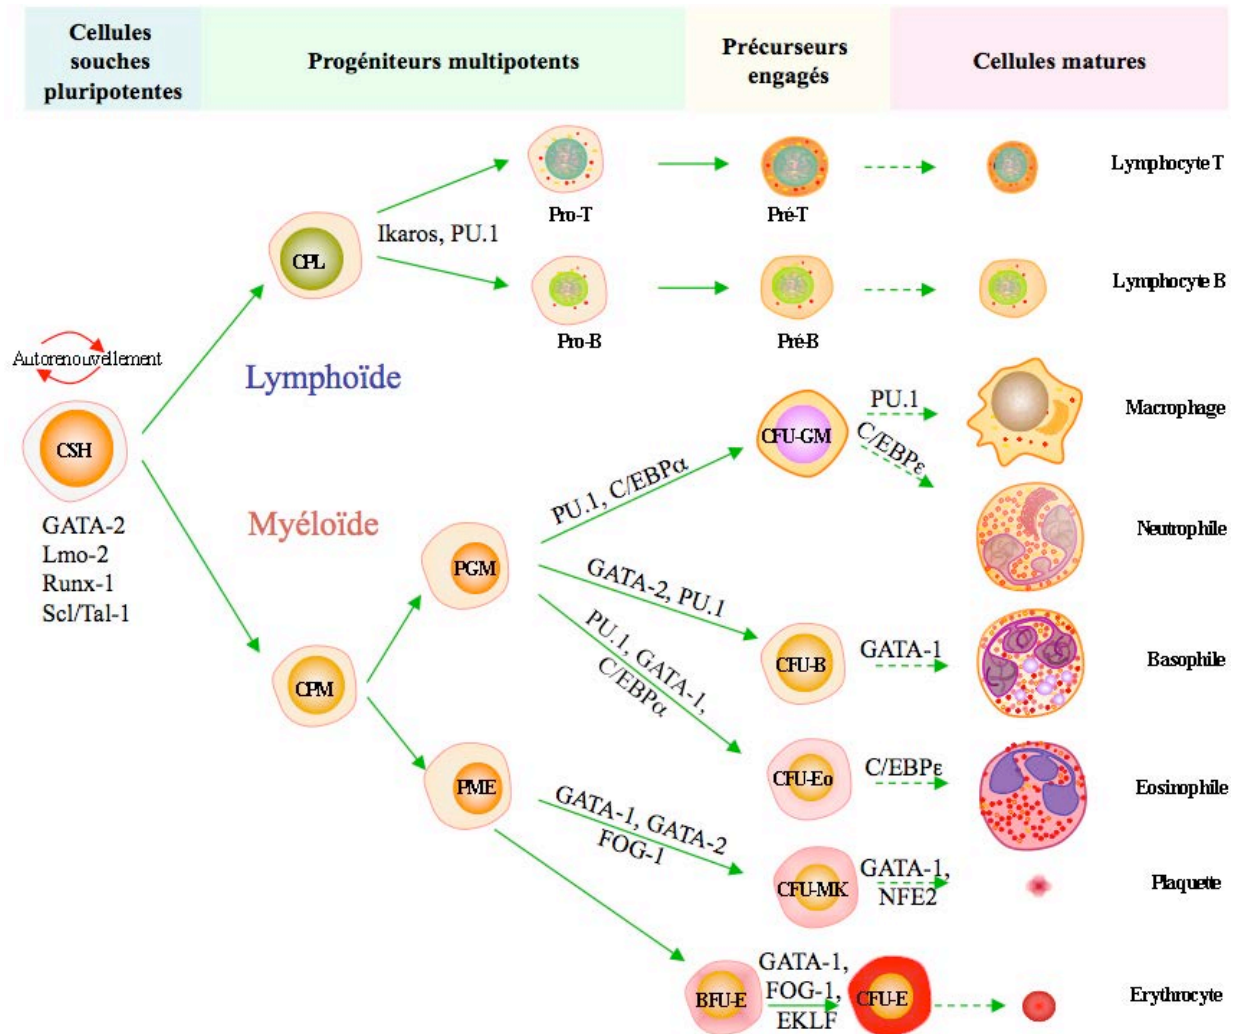 Cellules
souches
pluripotentes
Progéniteurs multipotents
Précurseurs
engagés
Cellules matures
Pro-T
Pré-T
Lymphocyte T
CPL
Ikaros, PU.1
Pro-B
Pré-B
Lymphocyte B
Autorenouvellement
Lymphoïde
CSH
GATA-2
Lmo-2
Runx-1
Scl/Tal-1
Myéloïde
CFU-GM
PU.1
C/EBPε
Macrophage
PU.1, C/EBPα
Neutrophile
PGM
GATA-2, PU.1
CFU-B
GATA-1
Basophile
PU.1, GATA-1,
C/EBPα
CPM
CFU-Eo
C/EBPε
Eosinophile
PME
GATA-1, GATA-2
FOG-1
CFU-MK
GATA-1,
NFE2
Plaquette
BFU-E
GATA-1,
FOG-1,
EKLF
CFU-E
Erythrocyte